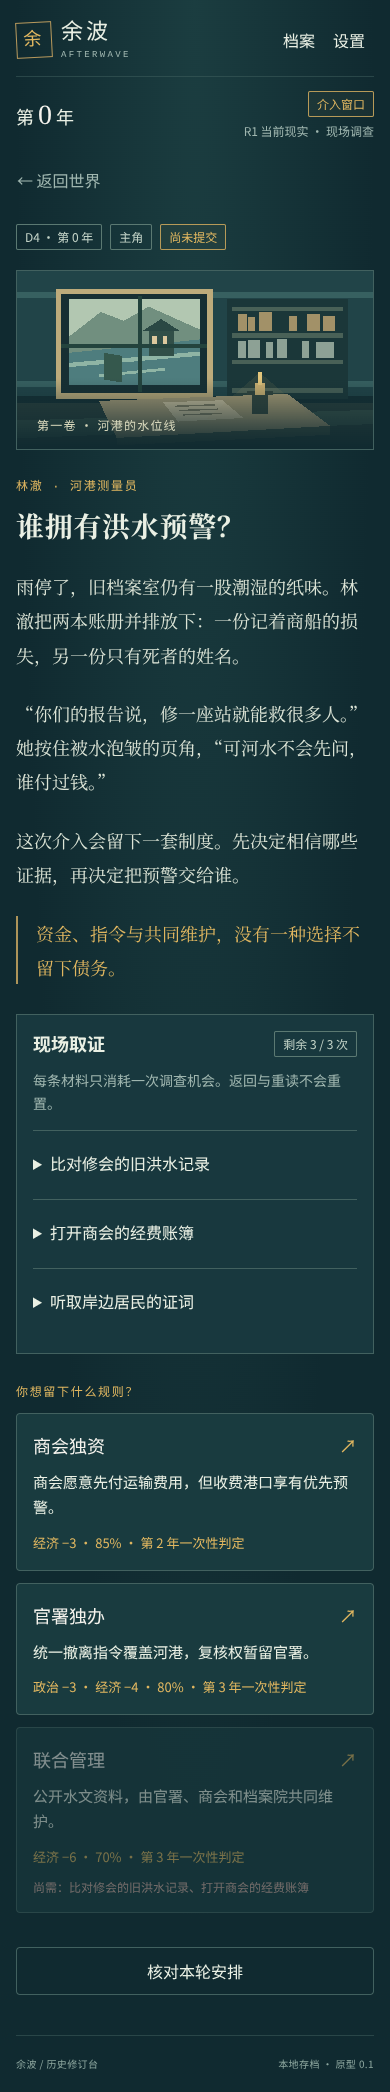 余
余波
AFTERWAVE
档案 设置
第 0 年
介入窗口
R1 当前现实 · 现场调查
← 返回世界
D4 · 第 0 年
主角
尚未提交
第一卷 · 河港的水位线
林澈 · 河港测量员
谁拥有洪水预警？
雨停了，旧档案室仍有一股潮湿的纸味。林
澈把两本账册并排放下：一份记着商船的损
失，另一份只有死者的姓名。
“你们的报告说，修一座站就能救很多人。”
她按住被水泡皱的页角，“可河水不会先问，
谁付过钱。”
这次介入会留下一套制度。先决定相信哪些
证据，再决定把预警交给谁。
资金、指令与共同维护，没有一种选择不
留下债务。
现场取证
剩余 3 / 3 次
每条材料只消耗一次调查机会。返回与重读不会重
置。
▶ 比对修会的旧洪水记录
▶ 打开商会的经费账簿
▶ 听取岸边居民的证词
你想留下什么规则？
商会独资 ↗
商会愿意先付运输费用，但收费港口享有优先预
警。
经济 −3 · 85% · 第 2 年一次性判定
官署独办 ↗
统一撤离指令覆盖河港，复核权暂留官署。
政治 −3 · 经济 −4 · 80% · 第 3 年一次性判定
联合管理 ↗
公开水文资料，由官署、商会和档案院共同维
护。
经济 −6 · 70% · 第 3 年一次性判定
尚需：比对修会的旧洪水记录、打开商会的经费账簿
核对本轮安排
余波 / 历史修订台
本地存档 · 原型 0.1